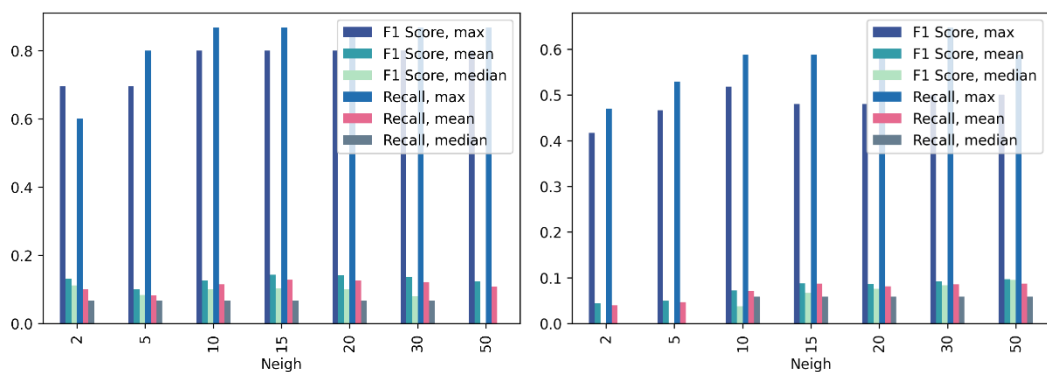 F1 Score, max
F1 Score, mean
F1 Score, median
Recall, max
Recall, mean
Recall, median
0.8
0.6
0.4
0.2
0.0
2
5
10
15
20
30
50
Neigh
F1 Score, max
F1 Score, mean
F1 Score, median
Recall, max
Recall, mean
Recall, median
0.6
0.5
0.4
0.3
0.2
0.1
0.0
2
5
10
15
20
30
50
Neigh